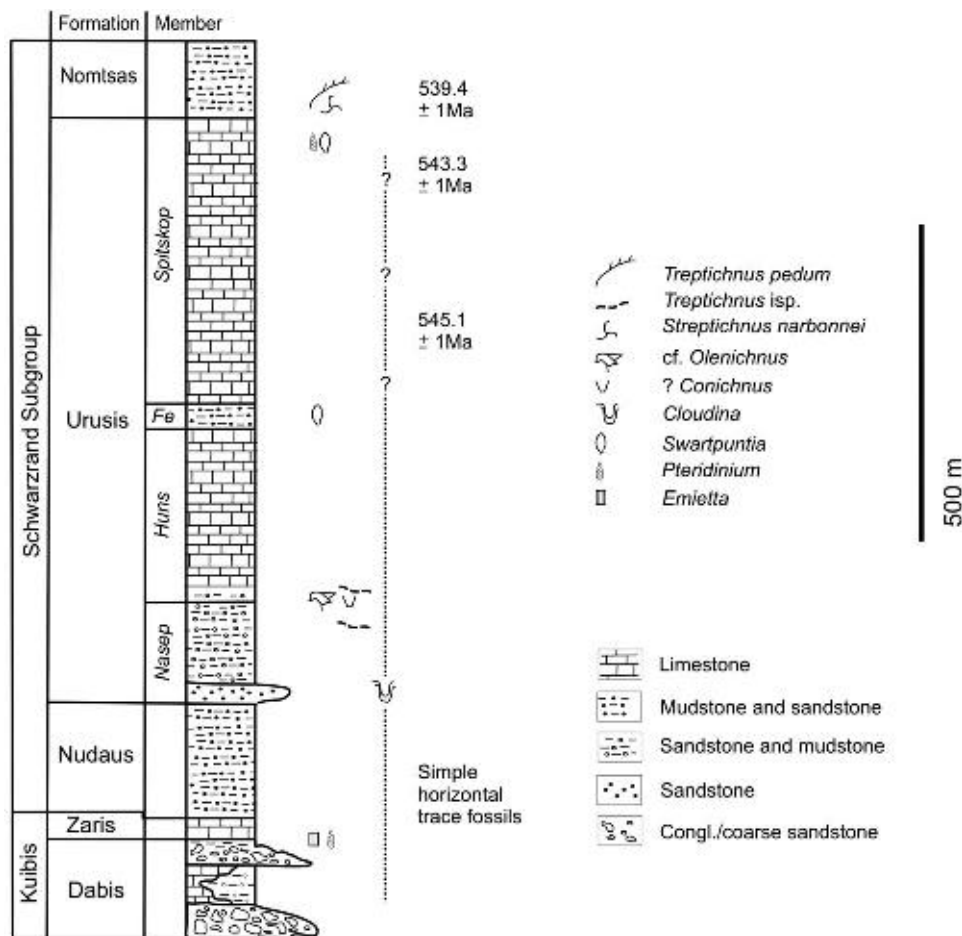 Formation Member
Nomtsas
539.4
± 1Ma
543.3
± 1Ma
?
Spitskop
?
545.1
± 1Ma
?
Schwarzrand Subgroup
Urusis
Fe
Huns
Nasep
Nudaus
Simple
horizontal
trace fossils
Zaris
Kuibis
Dabis
Treptichnus pedum
Treptichnus isp.
Streptichnus narbonnei
cf. Olenichnus
? Conichnus
Cloudina
Swartpuntia
Pteridinium
Ernietta
500 m
Limestone
Mudstone and sandstone
Sandstone and mudstone
Sandstone
Congl./coarse sandstone